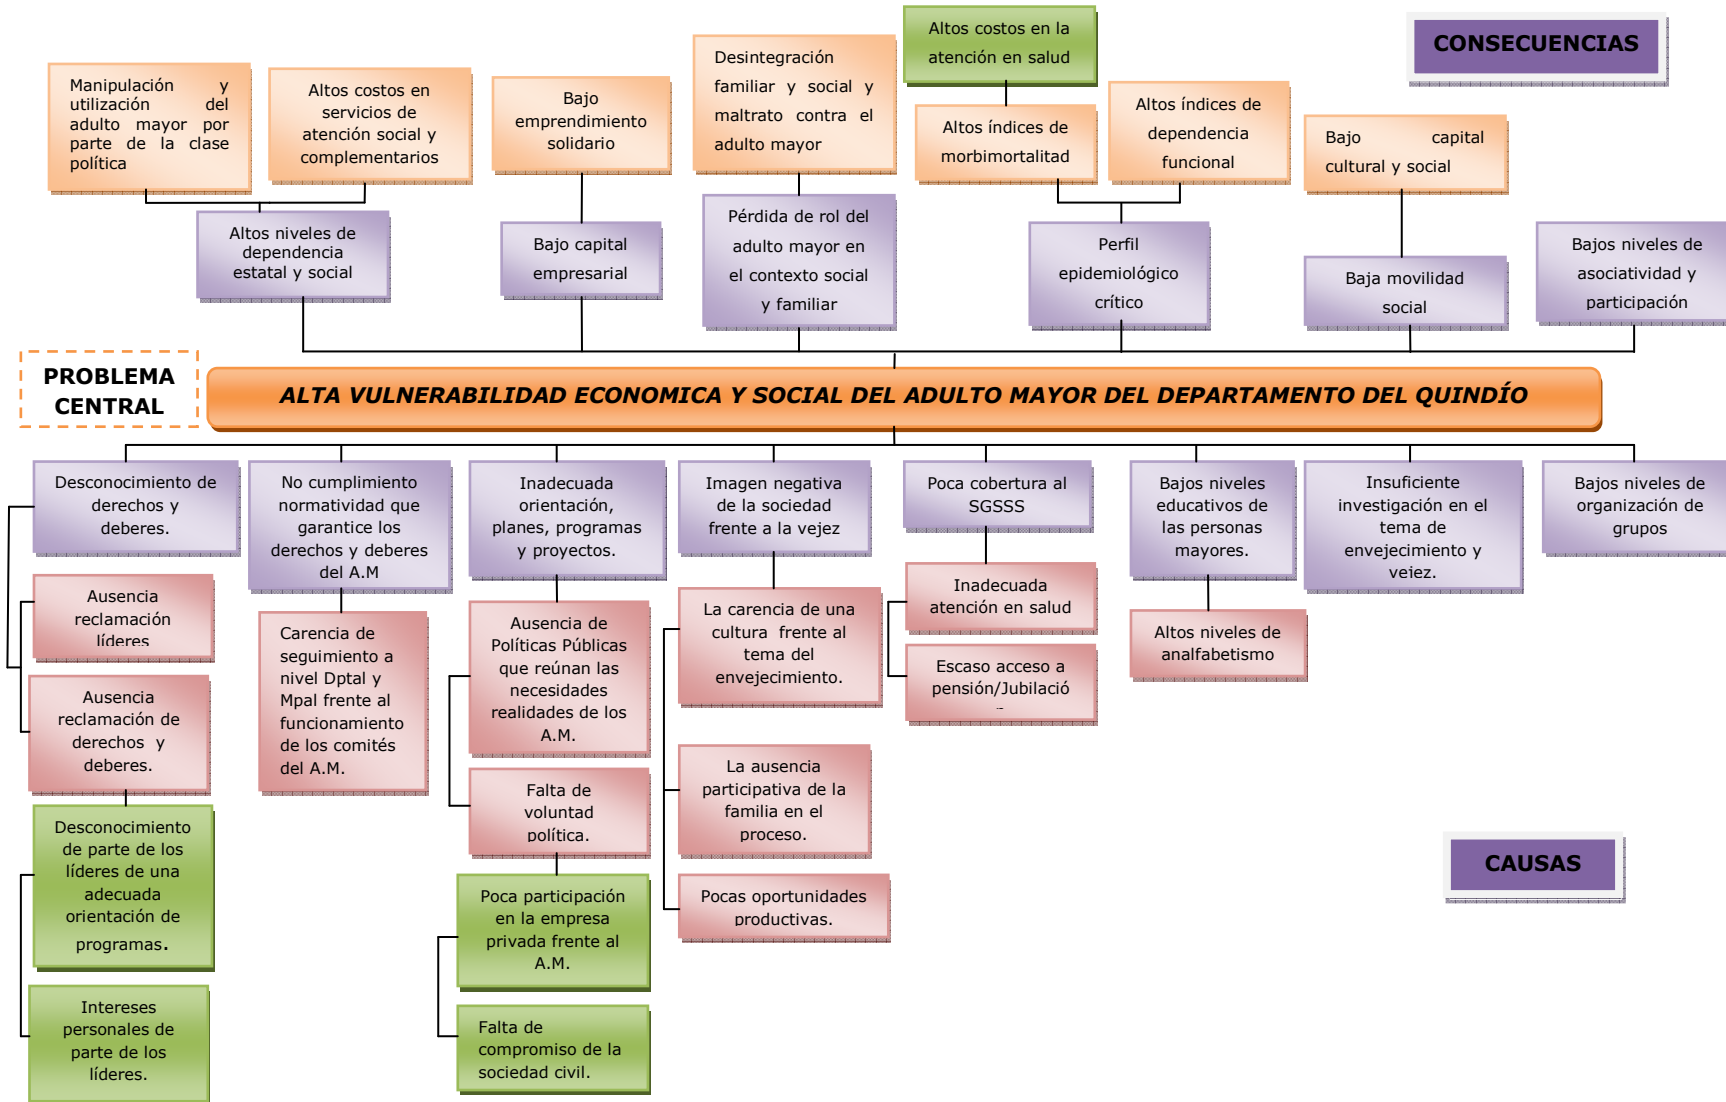 Altos costos en la
atención en salud
CONSECUENCIAS
Manipulación y
utilización del
adulto mayor por
parte de la clase
política
Altos costos en
servicios de
atención social y
complementarios
Bajo
emprendimiento
solidario
Desintegración
familiar y social y
maltrato contra el
adulto mayor
Altos índices de
morbimortalitad
Altos índices de
dependencia
funcional
Bajo capital
cultural y social
Altos niveles de
dependencia
estatal y social
Bajo capital
empresarial
Pérdida de rol del
adulto mayor en
el contexto social
y familiar
Perfil
epidemiológico
crítico
Baja movilidad
social
Bajos niveles de
asociatividad y
participación
PROBLEMA
CENTRAL
ALTA VULNERABILIDAD ECONOMICA Y SOCIAL DEL ADULTO MAYOR DEL DEPARTAMENTO DEL QUINDÍO
Desconocimiento de
derechos y
deberes.
No cumplimiento
normatividad que
garantice los
derechos y deberes
del A.M
Inadecuada
orientación,
planes, programas
y proyectos.
Imagen negativa
de la sociedad
frente a la vejez
Poca cobertura al
SGSSS
Bajos niveles
educativos de
las personas
mayores.
Insuficiente
investigación en el
tema de
envejecimiento y
vejez.
Bajos niveles de
organización de
grupos
Ausencia
reclamación
líderes
Carencia de
seguimiento a
nivel Dptal y
Mpal frente al
funcionamiento
de los comités
del A.M.
Ausencia de
Políticas Públicas
que reúnan las
necesidades
realidades de los
A.M.
La carencia de una
cultura frente al
tema del
envejecimiento.
Inadecuada
atención en salud
Altos niveles de
analfabetismo
Escaso acceso a
pensión/Jubilació
n
Ausencia
reclamación de
derechos y
deberes.
Falta de
voluntad
política.
La ausencia
participativa de la
familia en el
proceso.
CAUSAS
Desconocimiento
de parte de los
líderes de una
adecuada
orientación de
programas.
Poca participación
en la empresa
privada frente al
A.M.
Pocas oportunidades
productivas.
Intereses
personales de
parte de los
líderes.
Falta de
compromiso de la
sociedad civil.